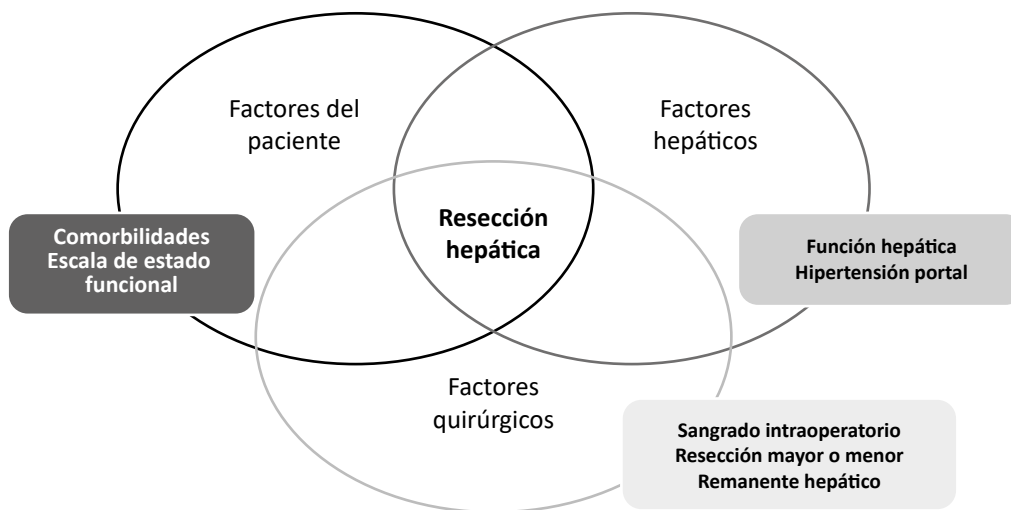 Factores del
paciente
Factores
hepáticos
Resección
hepática
Comorbilidades
Escala de estado
funcional
Función hepática
Hipertensión portal
Factores
quirúrgicos
Sangrado intraoperatorio
Resección mayor o menor
Remanente hepático